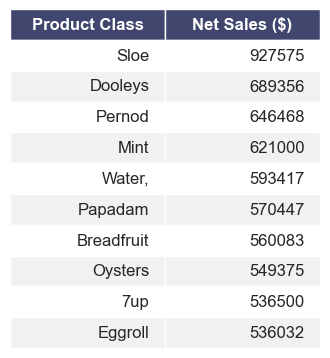 Product Class Net Sales ($)
Sloe 927575
Dooleys 689356
Pernod 646468
Mint 621000
Water, 593417
Papadam 570447
Breadfruit 560083
Oysters 549375
7up 536500
Eggroll 536032